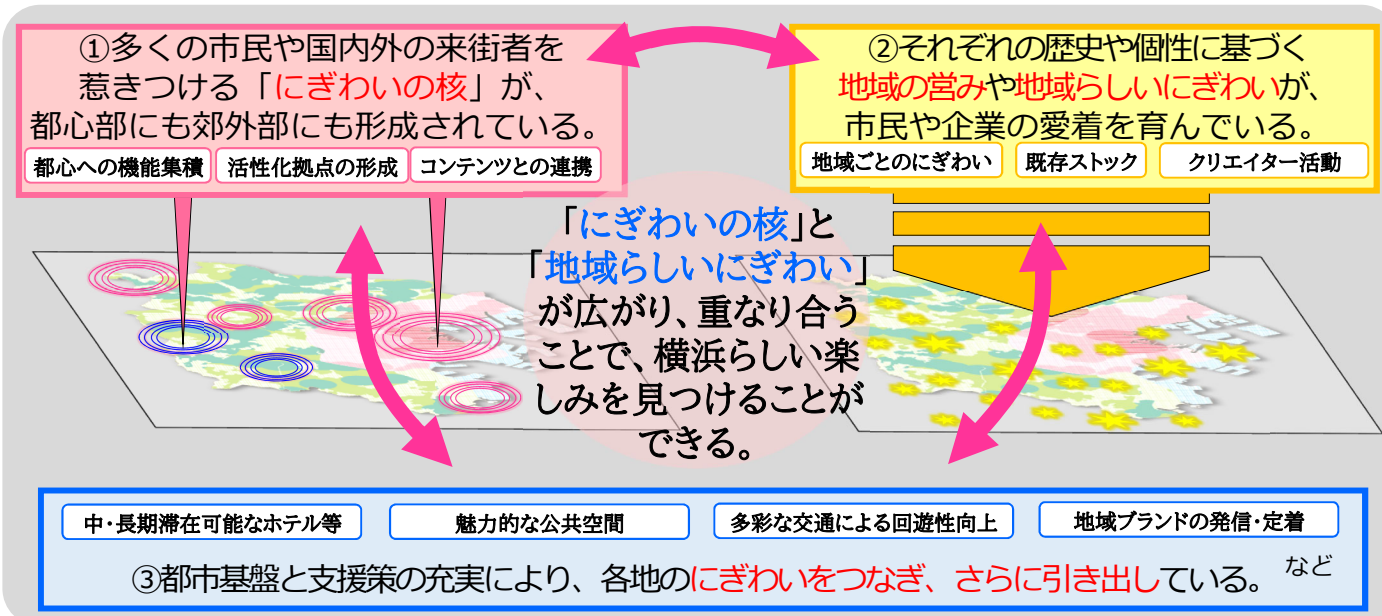 ①多くの市民や国内外の来街者を
惹きつける「にぎわいの核」が、
都心部にも郊外部にも形成されている。
都心への機能集積
活性化拠点の形成
コンテンツとの連携
②それぞれの歴史や個性に基づく
地域の営みや地域らしいにぎわいが、
市民や企業の愛着を育んでいる。
地域ごとのにぎわい
既存ストック
クリエイター活動
「にぎわいの核」と
「地域らしいにぎわい」
が広がり、重なり合う
ことで、横浜らしい楽
しみを見つけることが
できる。
中・長期滞在可能なホテル等
魅力的な公共空間
多彩な交通による回遊性向上
地域ブランドの発信・定着
③都市基盤と支援策の充実により、各地のにぎわいをつなぎ、さらに引き出している。
など